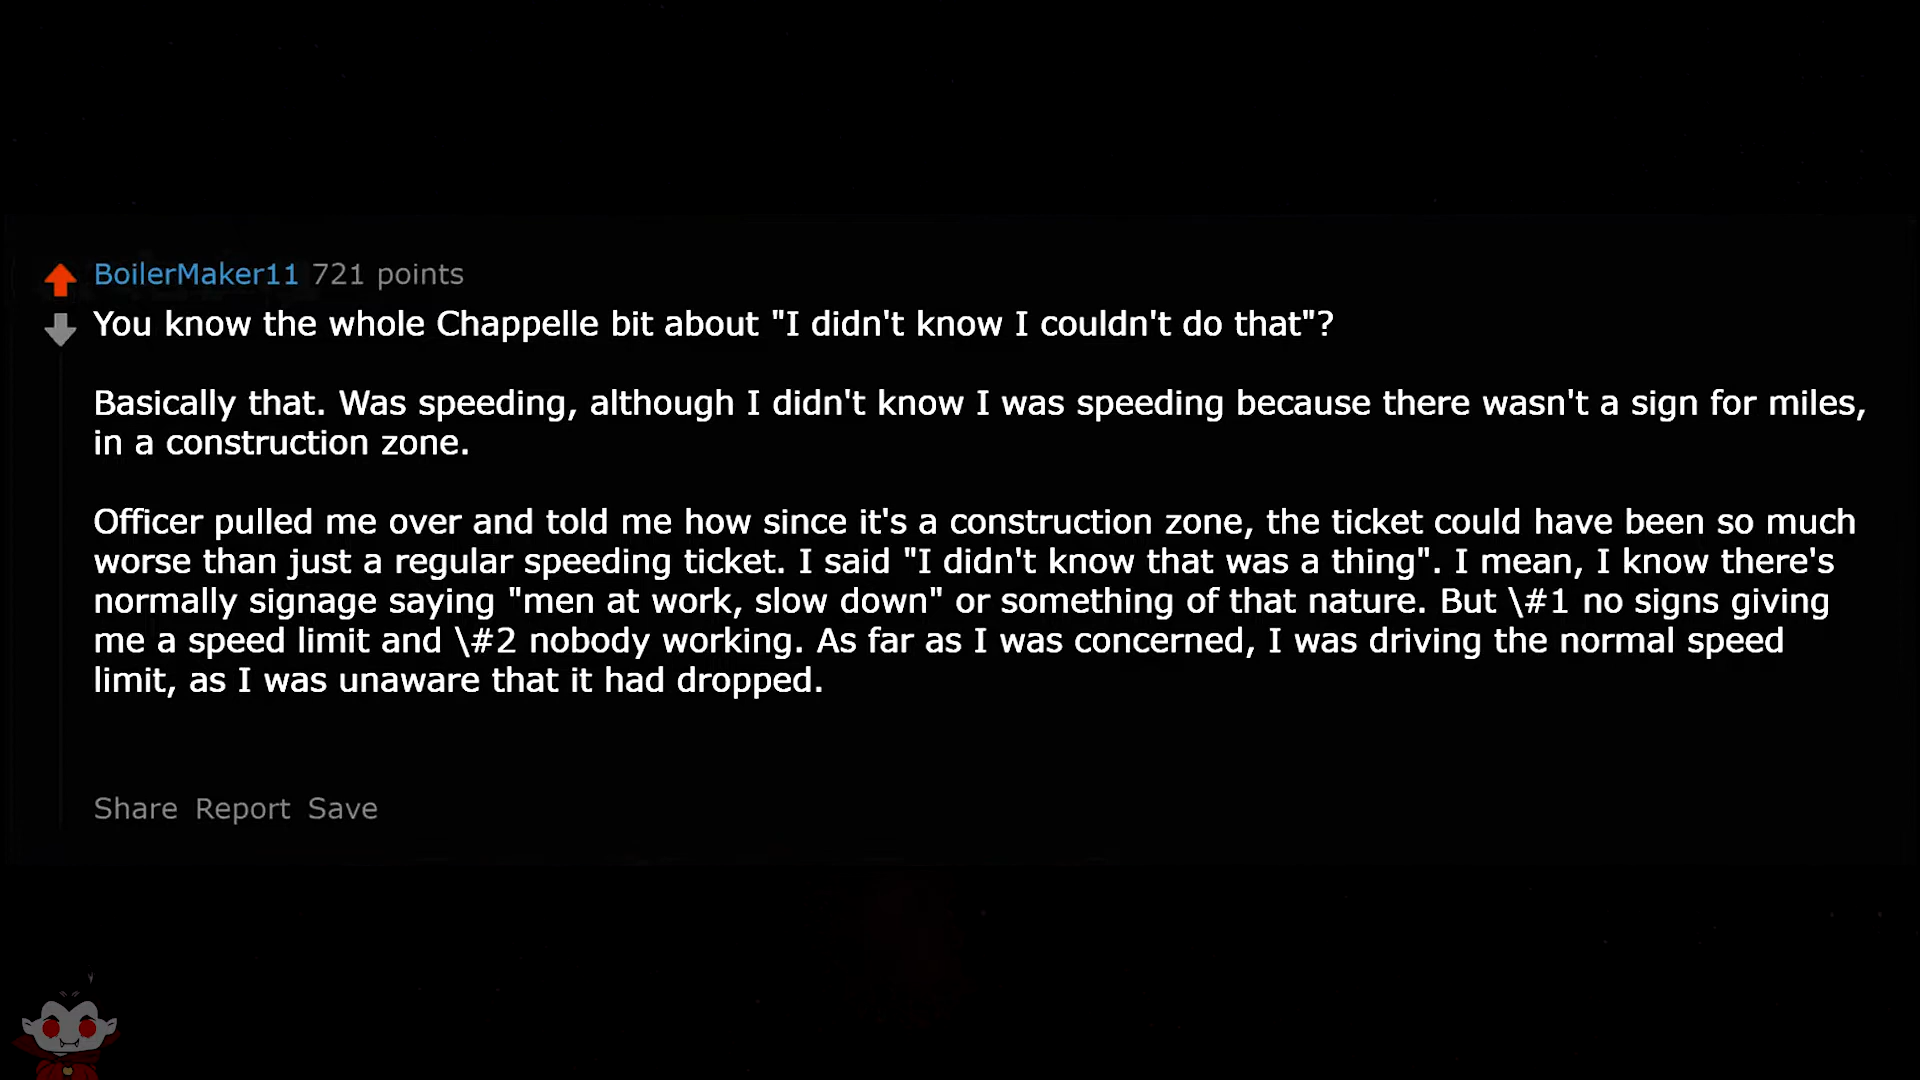 BoilerMaker11 721 points
You know the whole Chappelle bit about "I didn't know I couldn't do that"?
Basically that. Was speeding, although I didn't know I was speeding because there wasn't a sign for miles,
in a construction zone.
Officer pulled me over and told me how since it's a construction zone, the ticket could have been so much
worse than just a regular speeding ticket. I said "I didn't know that was a thing". I mean, I know there's
normally signage saying "men at work, slow down" or something of that nature. But \#1 no signs giving
me a speed limit and \#2 nobody working. As far as I was concerned, I was driving the normal speed
limit, as I was unaware that it had dropped.
Share Report Save